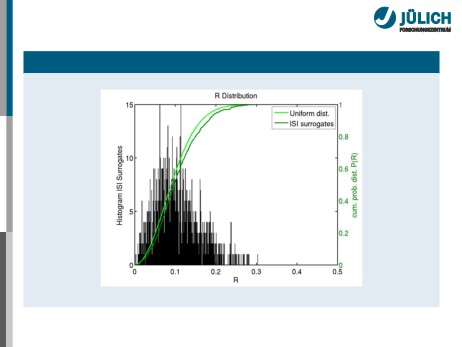 JÜLICH
FORSCHUNGSZENTRUM
R Distribution
Uniform dist.
ISI surrogates
Histogram ISI Surrogates
15
10
5
0
0
0.1
0.2
0.3
0.4
0.5
R
1
0.8
0.6
0.4
0.2
0
cum. prob. dist. P(R)